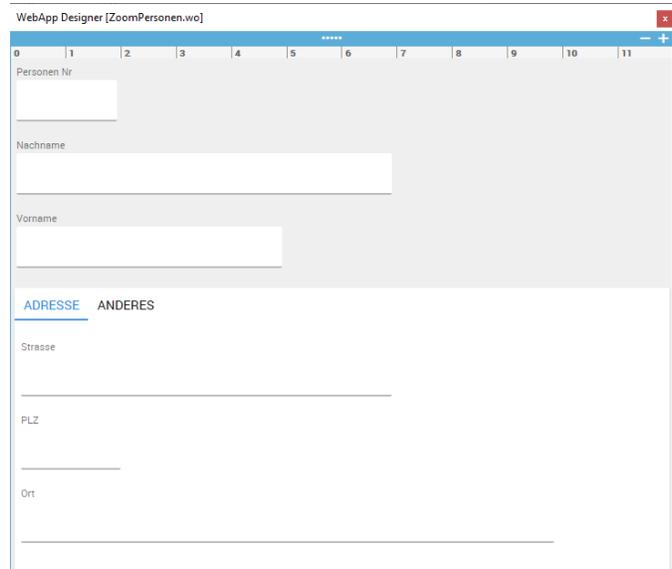 WebApp Designer [ZoomPersonen.wo]
x
0 1 2 3 4 5 6 7 8 9 10 11
Personen Nr
Nachname
Vorname
ADRESSE ANDERES
Strasse
PLZ
Ort